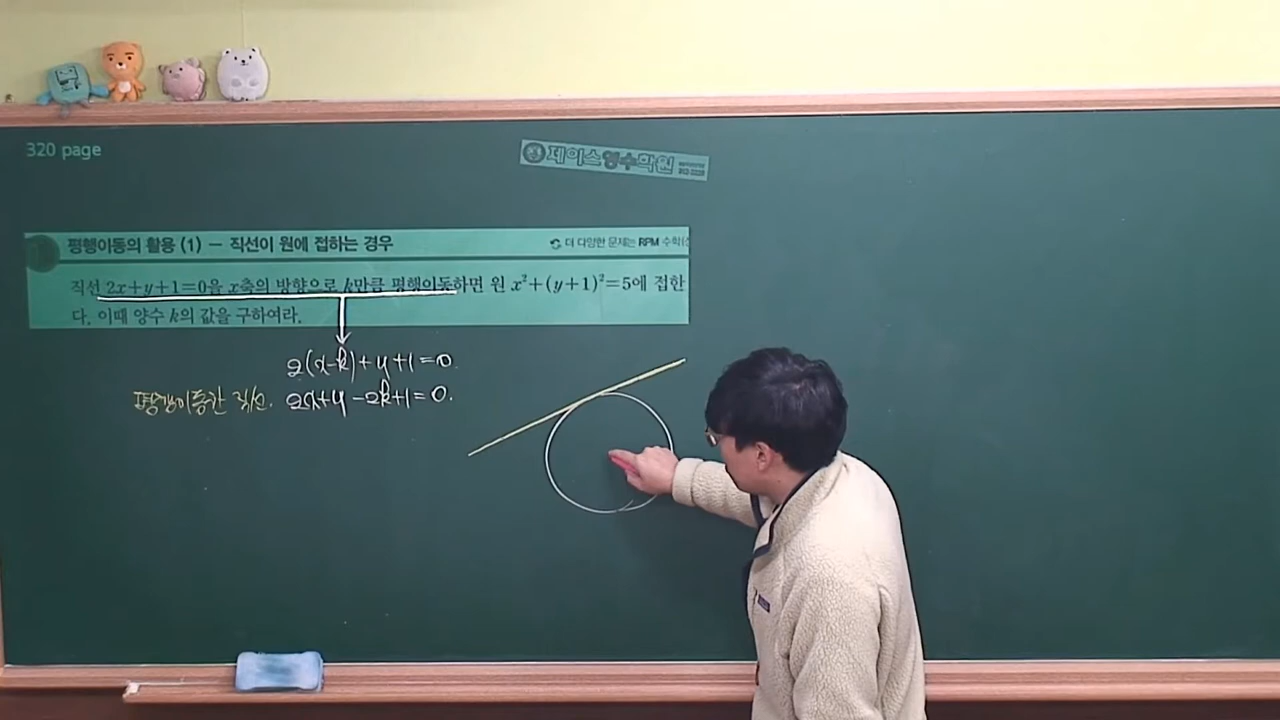 320 page
제이스영수학원
평행이동의 활용 (1) － 직선이 원에 접하는 경우
더 다양한 문제는 RPM 수학(
직선 2x+y+1=0을 x축의 방향으로 k만큼 평행이동하면 원 x²+(y+1)²=5에 접한
다. 이때 양수 k의 값을 구하여라.
2(x-k)+y+1=0.
평행이동한 직선. 2x+y-2k+1=0.